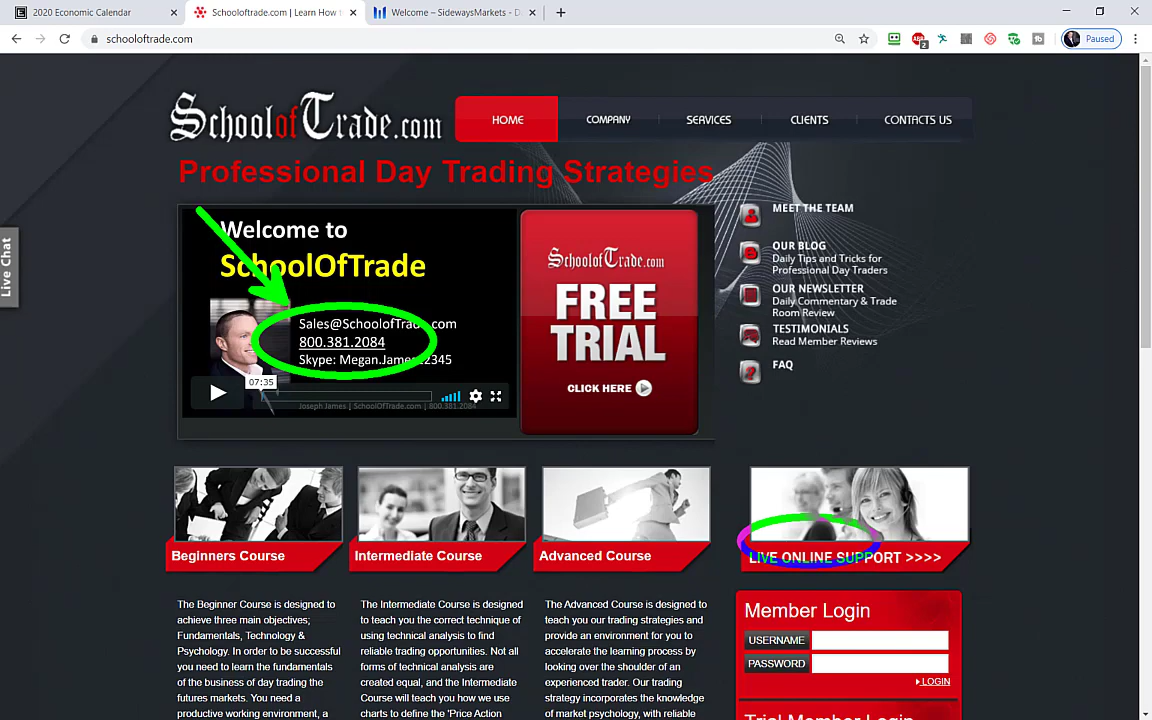 2020 Economic Calendar
Schooloftrade.com | Learn How to
Welcome – SidewaysMarkets - D
schooloftrade.com
2
Paused
SchoolofTrade.com
HOME
COMPANY
SERVICES
CLIENTS
CONTACTS US
Professional Day Trading Strategies
Live Chat
Welcome to
SchoolOfTrade
Sales@SchoolofTrade.com
800.381.2084
Skype: Megan.James12345
07:35
Joseph James | SchoolOfTrade.com | 800.381.2084
SchoolofTrade.com
FREE
TRIAL
CLICK HERE
MEET THE TEAM
OUR BLOG
Daily Tips and Tricks for
Professional Day Traders
OUR NEWSLETTER
Daily Commentary & Trade
Room Review
TESTIMONIALS
Read Member Reviews
FAQ
Beginners Course
Intermediate Course
Advanced Course
LIVE ONLINE SUPPORT >>>>
The Beginner Course is designed to
achieve three main objectives;
Fundamentals, Technology &
Psychology. In order to be successful
you need to learn the fundamentals
of the business of day trading the
futures markets. You need a
productive working environment, a
The Intermediate Course is designed
to teach you the correct technique of
using technical analysis to find
reliable trading opportunities. Not all
forms of technical analysis are
created equal, and the Intermediate
Course will teach you how we use
charts to define the 'Price Action
The Advanced Course is designed to
teach you our trading strategies and
provide an environment for you to
accelerate the learning process by
looking over the shoulder of an
experienced trader. Our trading
strategy incorporates the knowledge
of market psychology, with reliable
Member Login
USERNAME
PASSWORD
LOGIN
Trial Member Login